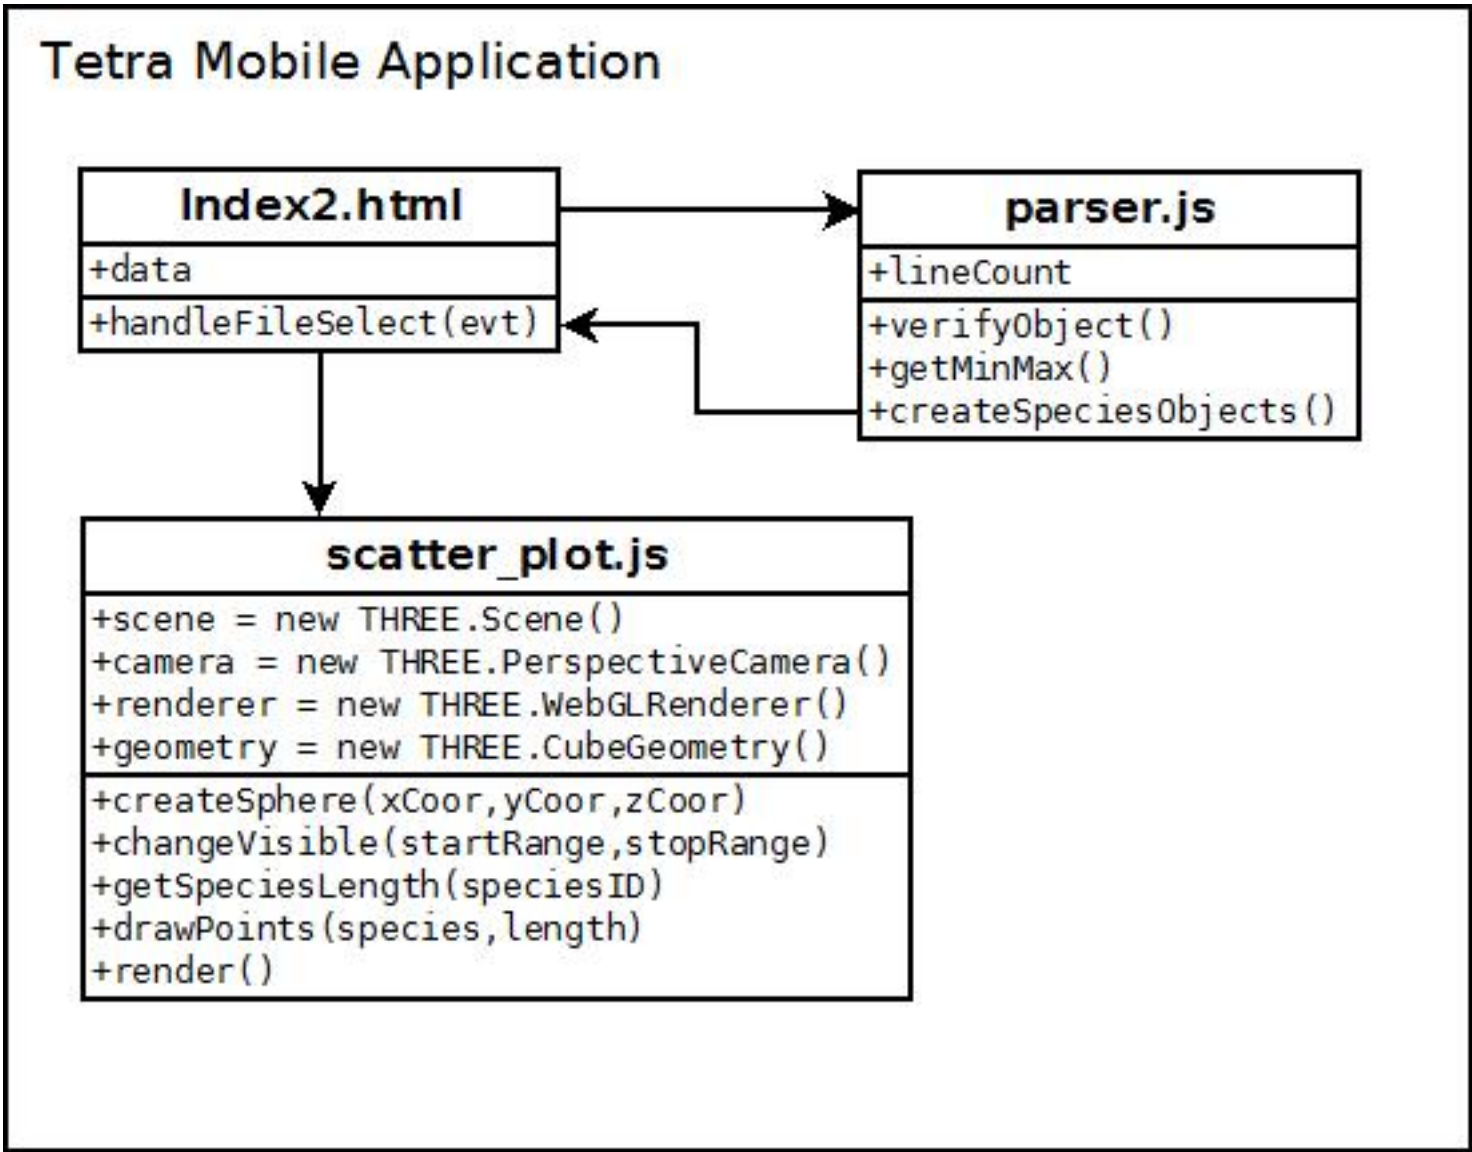 Tetra Mobile Application
Index2.html
+data
+handleFileSelect(evt)
parser.js
+lineCount
+verifyObject()
+getMinMax()
+createSpeciesObjects()
scatter_plot.js
+scene = new THREE.Scene()
+camera = new THREE.PerspectiveCamera()
+renderer = new THREE.WebGLRenderer()
+geometry = new THREE.CubeGeometry()
+createSphere(xCoor,yCoor,zCoor)
+changeVisible(startRange,stopRange)
+getSpeciesLength(speciesID)
+drawPoints(species,length)
+render()